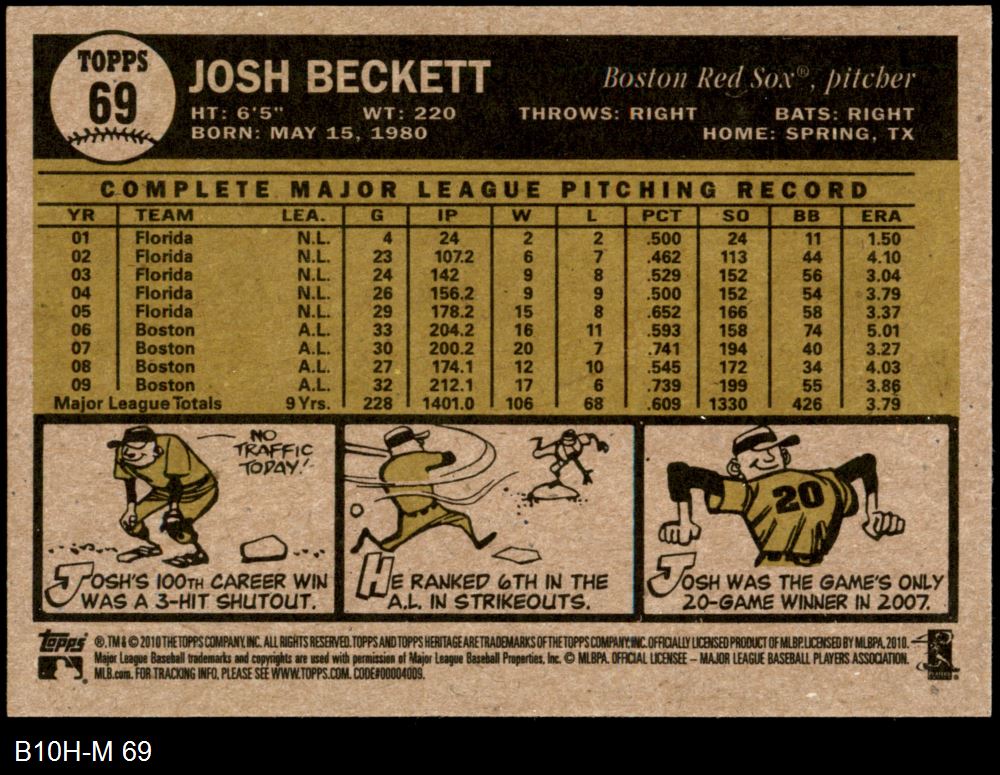 TOPPS
69
JOSH BECKETT
Boston Red Sox®, pitcher
HT: 6'5" WT: 220 THROWS: RIGHT BATS: RIGHT
BORN: MAY 15, 1980 HOME: SPRING, TX
COMPLETE MAJOR LEAGUE PITCHING RECORD
YR TEAM LEA. G IP W L PCT SO BB ERA
01 Florida N.L. 4 24 2 2 .500 24 11 1.50
02 Florida N.L. 23 107.2 6 7 .462 113 44 4.10
03 Florida N.L. 24 142 9 8 .529 152 56 3.04
04 Florida N.L. 26 156.2 9 9 .500 152 54 3.79
05 Florida N.L. 29 178.2 15 8 .652 166 58 3.37
06 Boston A.L. 33 204.2 16 11 .593 158 74 5.01
07 Boston A.L. 30 200.2 20 7 .741 194 40 3.27
08 Boston A.L. 27 174.1 12 10 .545 172 34 4.03
09 Boston A.L. 32 212.1 17 6 .739 199 55 3.86
Major League Totals 9 Yrs. 228 1401.0 106 68 .609 1330 426 3.79
NO
TRAFFIC
TODAY!
JOSH'S 100TH CAREER WIN
WAS A 3-HIT SHUTOUT.
HE RANKED 6TH IN THE
A.L. IN STRIKEOUTS.
20
JOSH WAS THE GAME'S ONLY
20-GAME WINNER IN 2007.
topps ®, TM & © 2010 THE TOPPS COMPANY, INC. ALL RIGHTS RESERVED. TOPPS AND TOPPS HERITAGE ARE TRADEMARKS OF THE TOPPS COMPANY, INC. OFFICIALLY LICENSED PRODUCT OF MLBP. LICENSED BY MLBPA, 2010.
Major League Baseball trademarks and copyrights are used with permission of Major League Baseball Properties, Inc. © MLBPA. OFFICIAL LICENSEE – MAJOR LEAGUE BASEBALL PLAYERS ASSOCIATION.
MLB.com. FOR TRACKING INFO, PLEASE SEE WWW.TOPPS.COM. CODE#00004009.
B10H-M 69